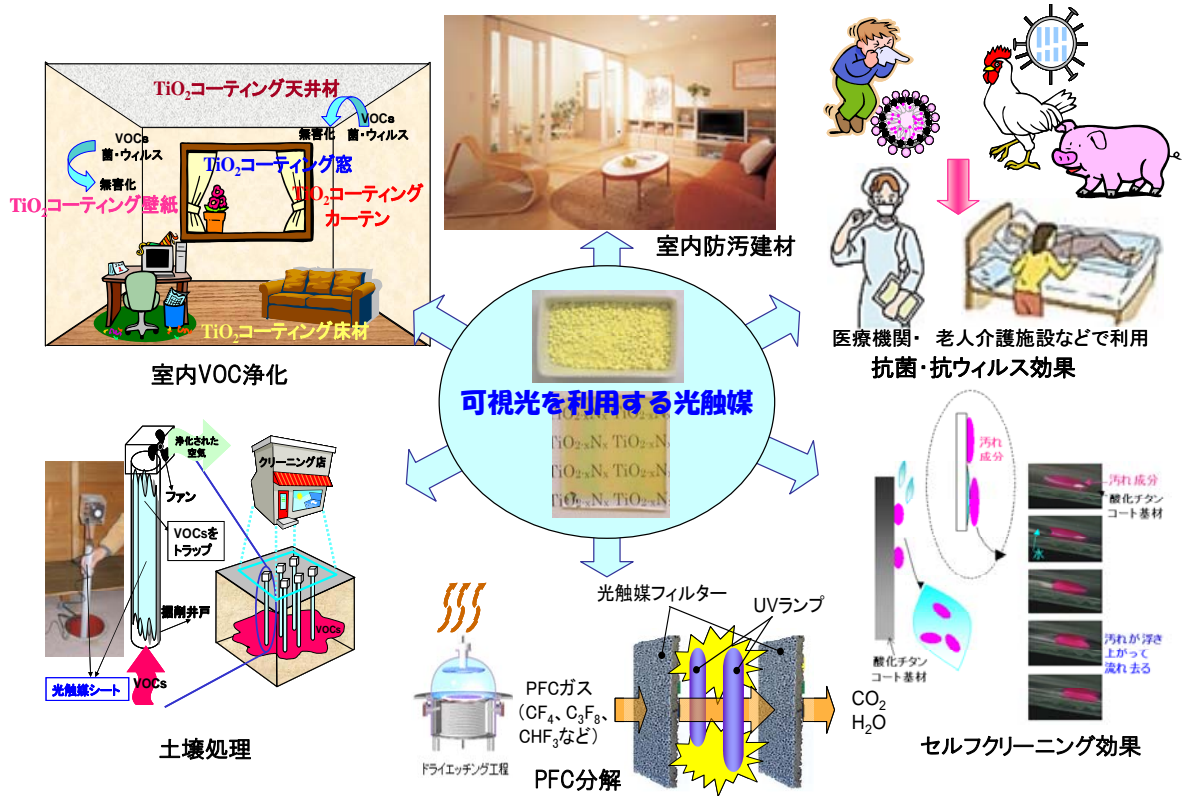 TiO2コーティング天井材
VOCs
菌・ウィルス
無害化
VOCs
菌・ウィルス
無害化
TiO2コーティング窓
TiO2コーティング
カーテン
TiO2コーティング壁紙
TiO2コーティング床材
室内VOC浄化
室内防汚建材
医療機関・ 老人介護施設などで利用
抗菌・抗ウィルス効果
可視光を利用する光触媒
TiO2-xNx TiO2-xNx
TiO2-xNx TiO2-xNx
TiO2-xNx TiO2-xNx
TiO2-xNx TiO2-xNx
浄化された
空気
ファン
クリーニング店
VOCsを
トラップ
掘削井戸
VOCs
光触媒シート
VOCs
土壌処理
光触媒フィルター
UVランプ
PFCガス
(CF4、C3F8、
CHF3など)
CO2
H2O
ドライエッチング工程
PFC分解
汚れ
成分
汚れ成分
酸化チタン
コート基材
水
汚れが浮き
上がって
流れ去る
酸化チタン
コート基材
セルフクリーニング効果